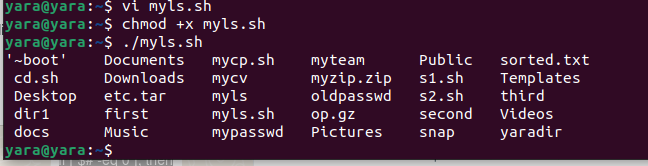 yara@yara:~$ vi myls.sh
yara@yara:~$ chmod +x myls.sh
yara@yara:~$ ./myls.sh
'~boot' Documents mycp.sh myteam Public sorted.txt
cd.sh Downloads mycv myzip.zip s1.sh Templates
Desktop etc.tar myls oldpasswd s2.sh third
dir1 first myls.sh op.gz second Videos
docs Music mypasswd Pictures snap yaradir
yara@yara:~$